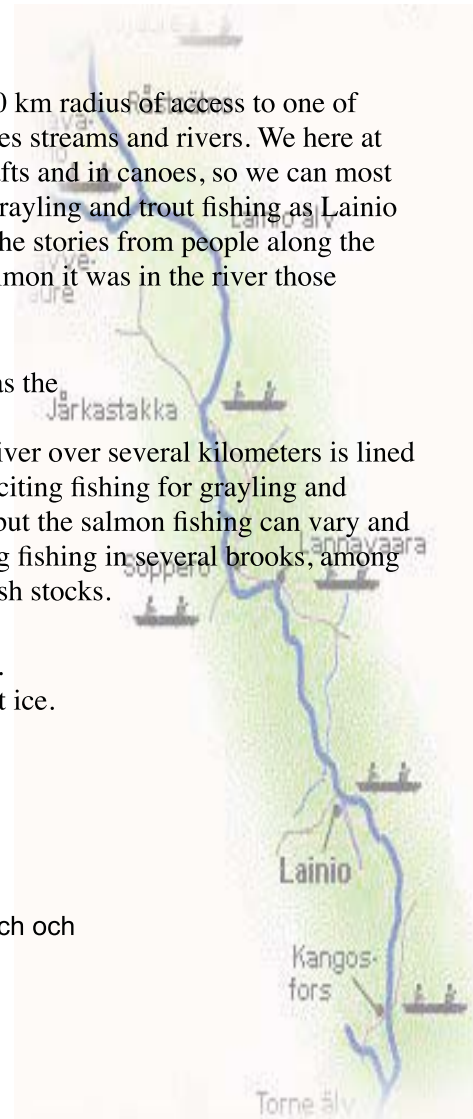 0 km radius of access to one of
es streams and rivers. We here at
fts and in canoes, so we can most
rayling and trout fishing as Lainio
Lainio älv
he stories from people along the
lmon it was in the river those
as the
Järkastakka
iver over several kilometers is lined
citing fishing for grayling and
but the salmon fishing can vary and
Lannavaara
g fishing in several brooks, among
Soppero
sh stocks.
.
t ice.
Lainio
ch och
Kangos-
fors
Torne älv